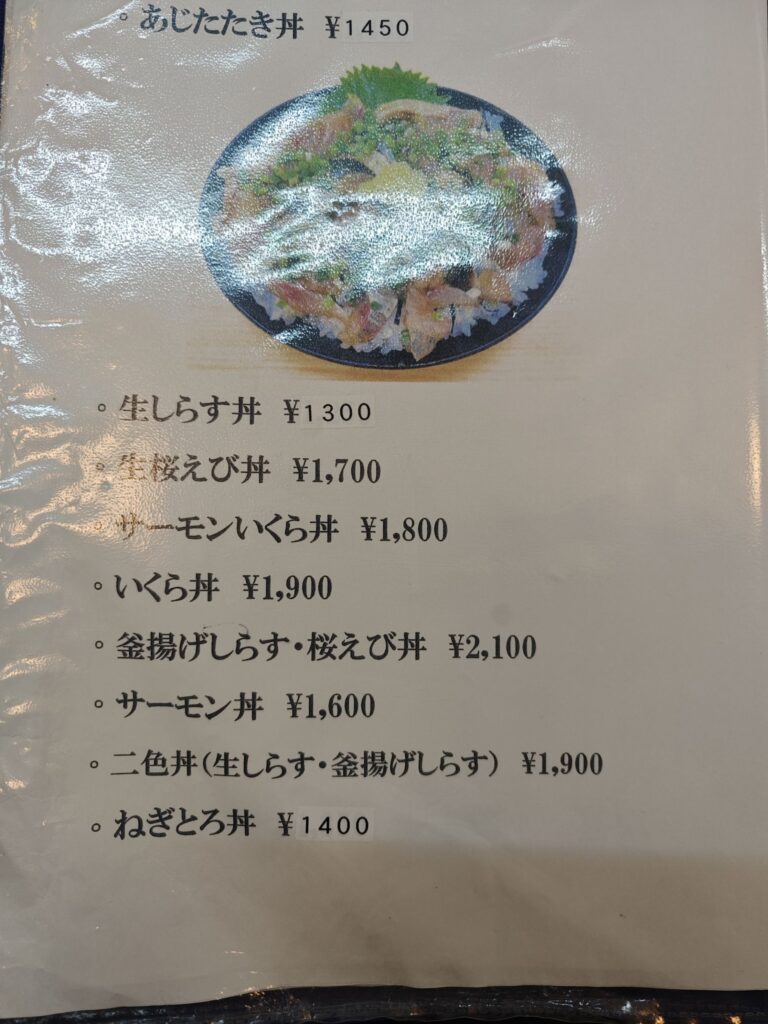 。あじたたき丼 ¥1450
。生しらす丼 ¥1300
。生桜えび丼 ¥1,700
。サーモンいくら丼 ¥1,800
。いくら丼 ¥1,900
。釜揚げしらす・桜えび丼 ¥2,100
。サーモン丼 ¥1,600
。二色丼(生しらす・釜揚げしらす) ¥1,900
。ねぎとろ丼 ¥1400